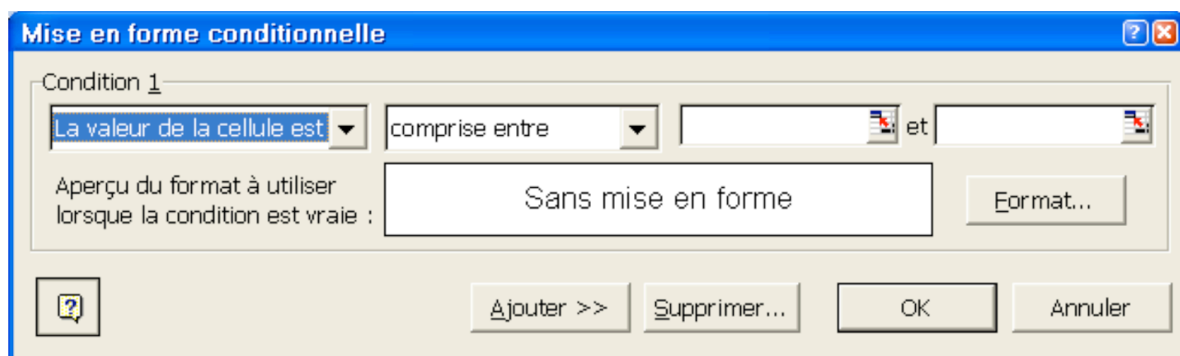 Mise en forme conditionnelle
Condition 1
La valeur de la cellule est comprise entre et
Aperçu du format à utiliser
lorsque la condition est vraie :
Sans mise en forme
Format...
Ajouter >> Supprimer... OK Annuler